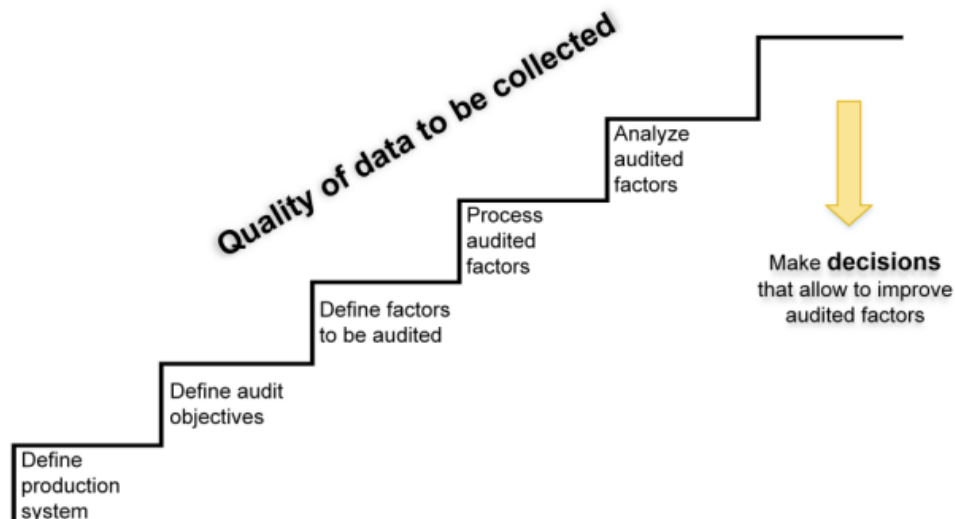 Quality of data to be collected
Define
production
system
Define audit
objectives
Define factors
to be audited
Process
audited
factors
Analyze
audited
factors
Make decisions
that allow to improve
audited factors